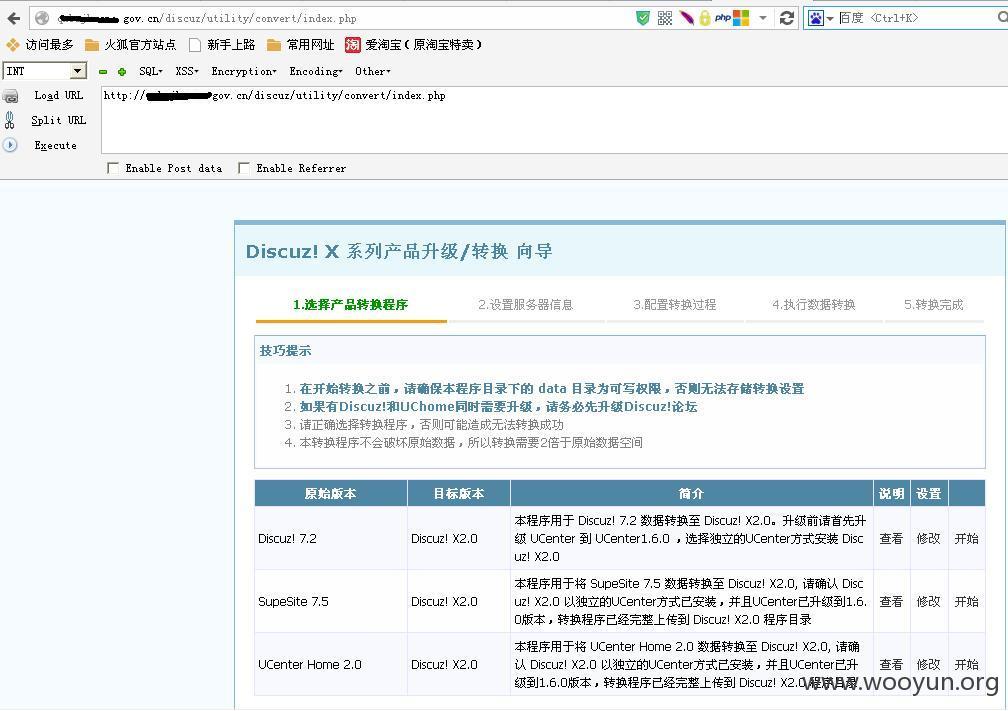 gov.cn/discuz/utility/convert/index.php
php
百度 <Ctrl+K>
访问最多 火狐官方站点 新手上路 常用网址 淘 爱淘宝(原淘宝特卖)
INT SQL XSS Encryption Encoding Other
Load URL http:// gov.cn/discuz/utility/convert/index.php
Split URL
Execute
Enable Post data Enable Referrer
Discuz! X 系列产品升级/转换 向导
1.选择产品转换程序 2.设置服务器信息 3.配置转换过程 4.执行数据转换 5.转换完成
技巧提示
1. 在开始转换之前,请确保本程序目录下的 data 目录为可写权限,否则无法存储转换设置
2. 如果有Discuz!和UChome同时需要升级,请务必先升级Discuz!论坛
3. 请正确选择转换程序,否则可能造成无法转换成功
4. 本转换程序不会破坏原始数据,所以转换需要2倍于原始数据空间
原始版本 目标版本 简介 说明 设置
Discuz! 7.2 Discuz! X2.0 本程序用于 Discuz! 7.2 数据转换至 Discuz! X2.0。升级前请首先升
级 UCenter 到 UCenter1.6.0 ,选择独立的UCenter方式安装 Disc
uz! X2.0
查看 修改 开始
SupeSite 7.5 Discuz! X2.0 本程序用于将 SupeSite 7.5 数据转换至 Discuz! X2.0, 请确认 Disc
uz! X2.0 以独立的UCenter方式已安装,并且UCenter已升级到1.6.
0版本,转换程序已经完整上传到 Discuz! X2.0 程序目录
查看 修改 开始
UCenter Home 2.0 Discuz! X2.0 本程序用于将 UCenter Home 2.0 数据转换至 Discuz! X2.0, 请确
认 Discuz! X2.0 以独立的UCenter方式已安装,并且UCenter已升
级到1.6.0版本,转换程序已经完整上传到 Discuz! X2.0 程序目录
查看 修改 开始
www.wooyun.org